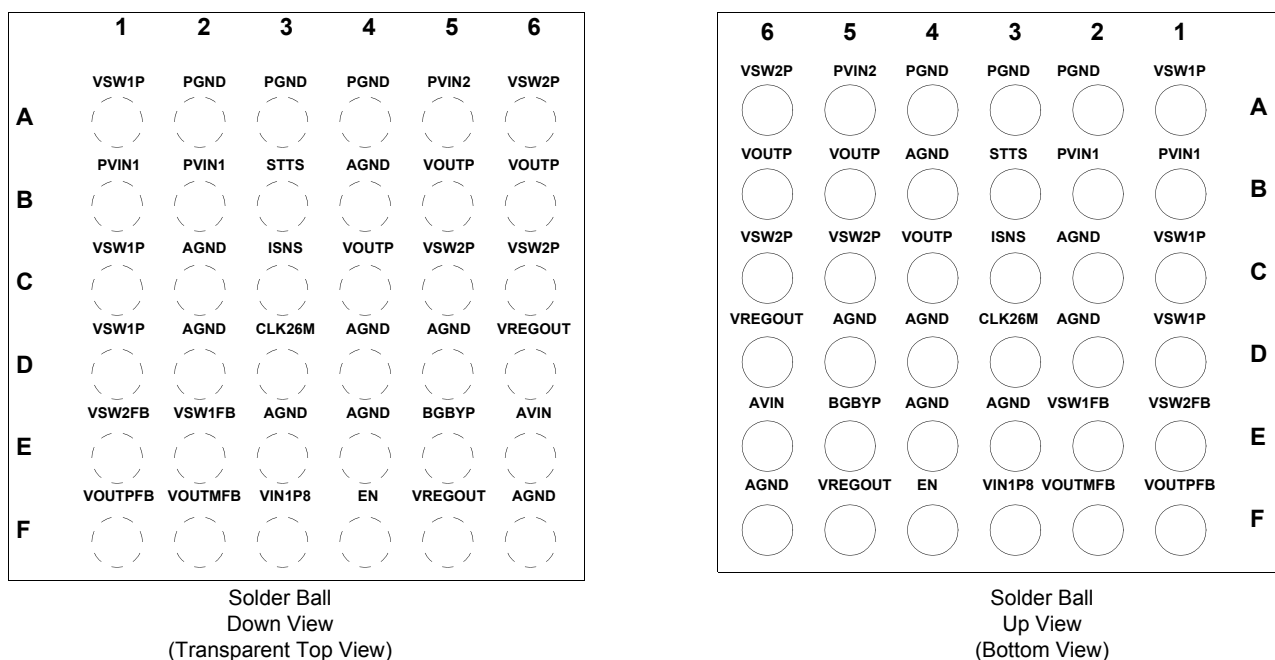 1 2 3 4 5 6
VSW1P PGND PGND PGND PVIN2 VSW2P
A
PVIN1 PVIN1 STTS AGND VOUTP VOUTP
B
VSW1P AGND ISNS VOUTP VSW2P VSW2P
C
VSW1P AGND CLK26M AGND AGND VREGOUT
D
VSW2FB VSW1FB AGND AGND BGBYP AVIN
E
VOUTPFB VOUTMFB VIN1P8 EN VREGOUT AGND
F
Solder Ball
Down View
(Transparent Top View)
6 5 4 3 2 1
VSW2P PVIN2 PGND PGND PGND VSW1P
A
VOUTP VOUTP AGND STTS PVIN1 PVIN1
B
VSW2P VSW2P VOUTP ISNS AGND VSW1P
C
VREGOUT AGND AGND CLK26M AGND VSW1P
D
AVIN BGBYP AGND AGND VSW1FB VSW2FB
E
AGND VREGOUT EN VIN1P8 VOUTMFB VOUTPFB
F
Solder Ball
Up View
(Bottom View)